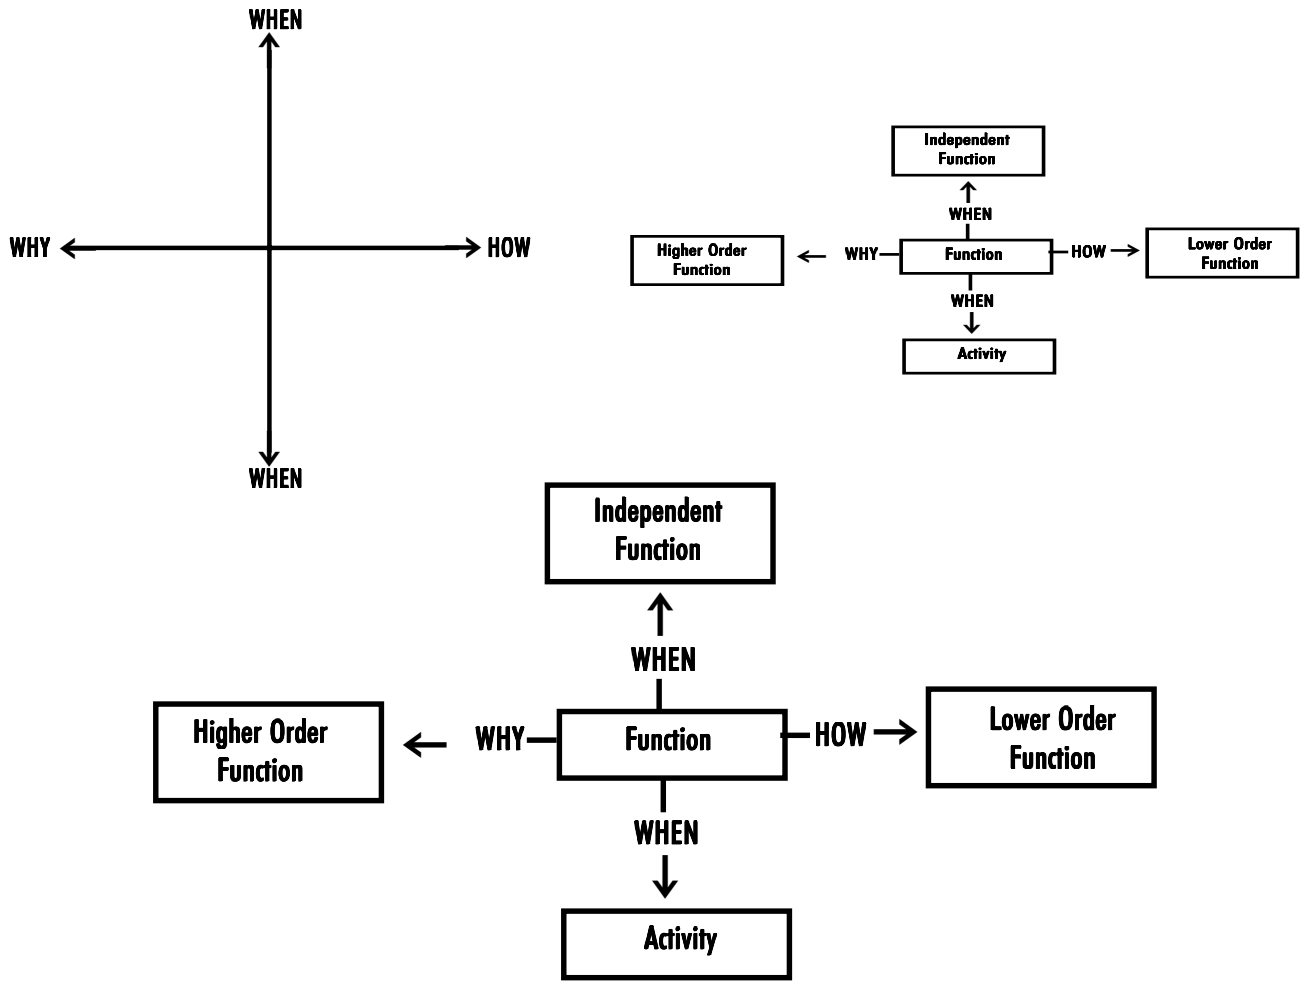 WHEN
WHY
HOW
WHEN
Independent
Function
WHEN
Higher Order
Function
WHY
Function
HOW
Lower Order
Function
WHEN
Activity
Independent
Function
WHEN
Higher Order
Function
WHY
Function
HOW
Lower Order
Function
WHEN
Activity